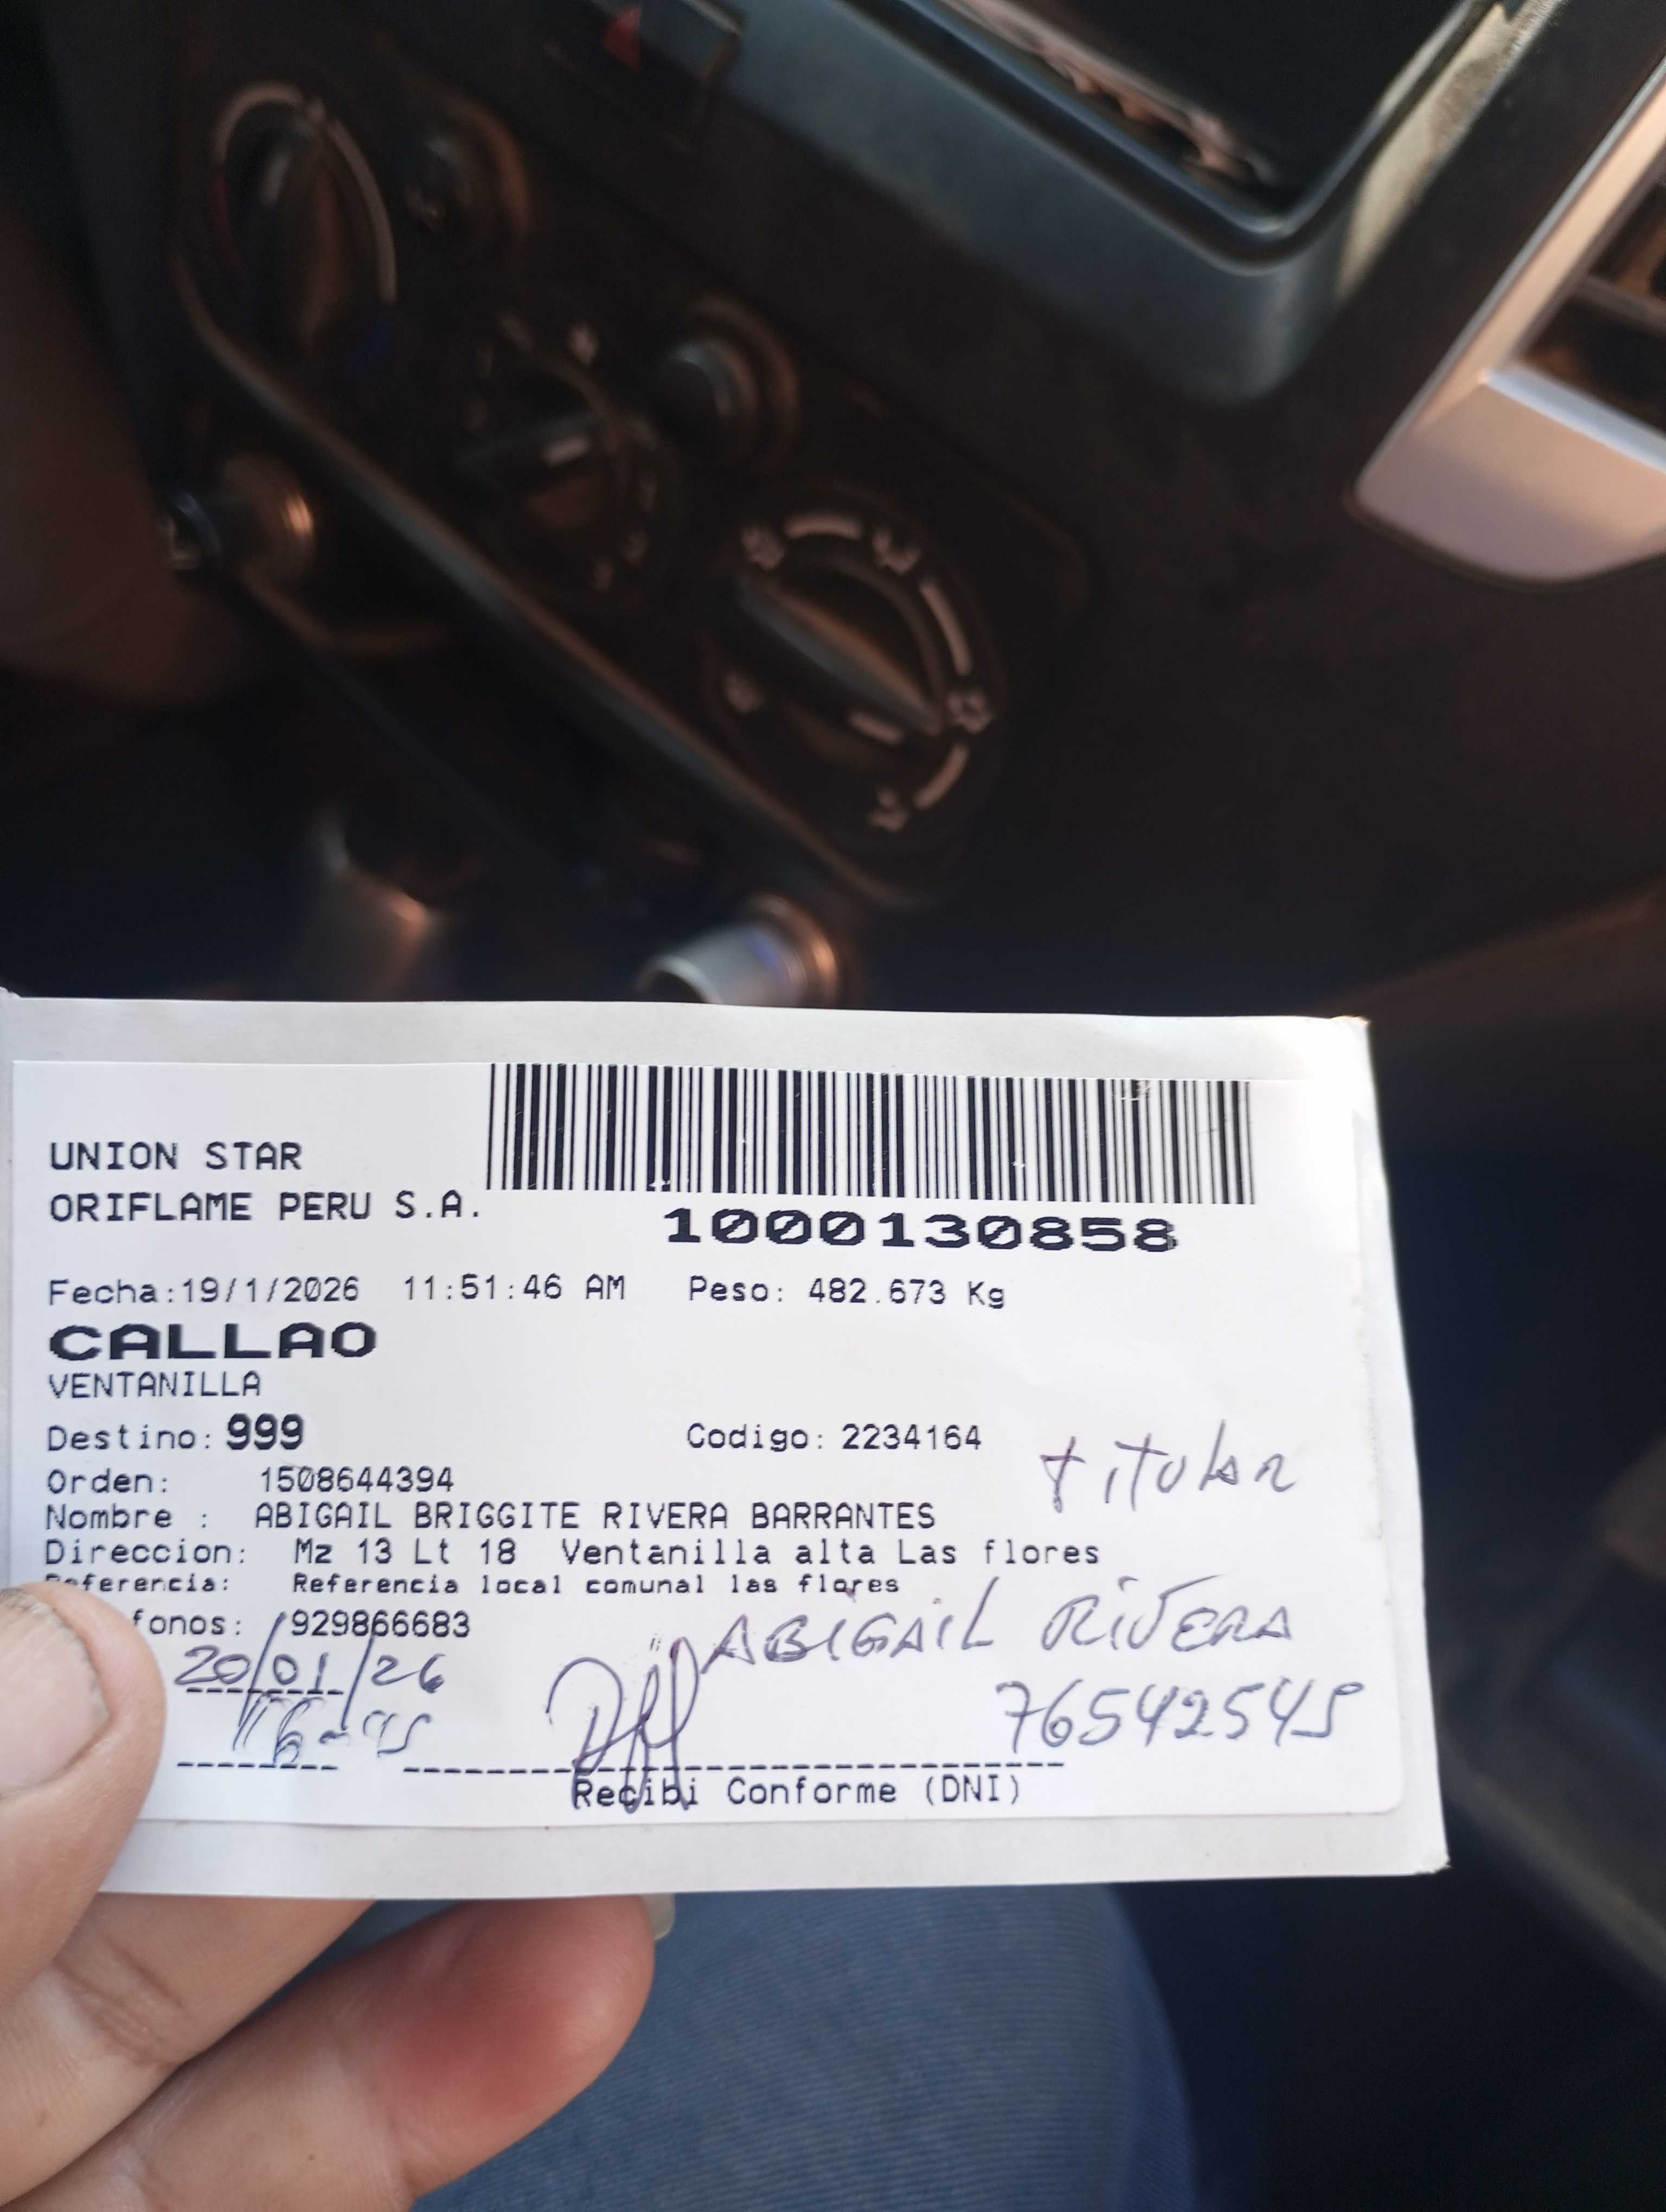 UNION STAR
ORIFLAME PERU S.A.
1000130858
Fecha:19/1/2026 11:51:46 AM Peso: 482.673 Kg
CALLAO
VENTANILLA
Destino: 999 Codigo: 2234164
titular
Orden: 1508644394
Nombre : ABIGAIL BRIGGITE RIVERA BARRANTES
Direccion: Mz 13 Lt 18 Ventanilla alta Las flores
Referencia: Referencia local comunal las flores
fonos: 929866683
ABIGAIL RIVERA
20/01/26
76542545
Recibi Conforme (DNI)